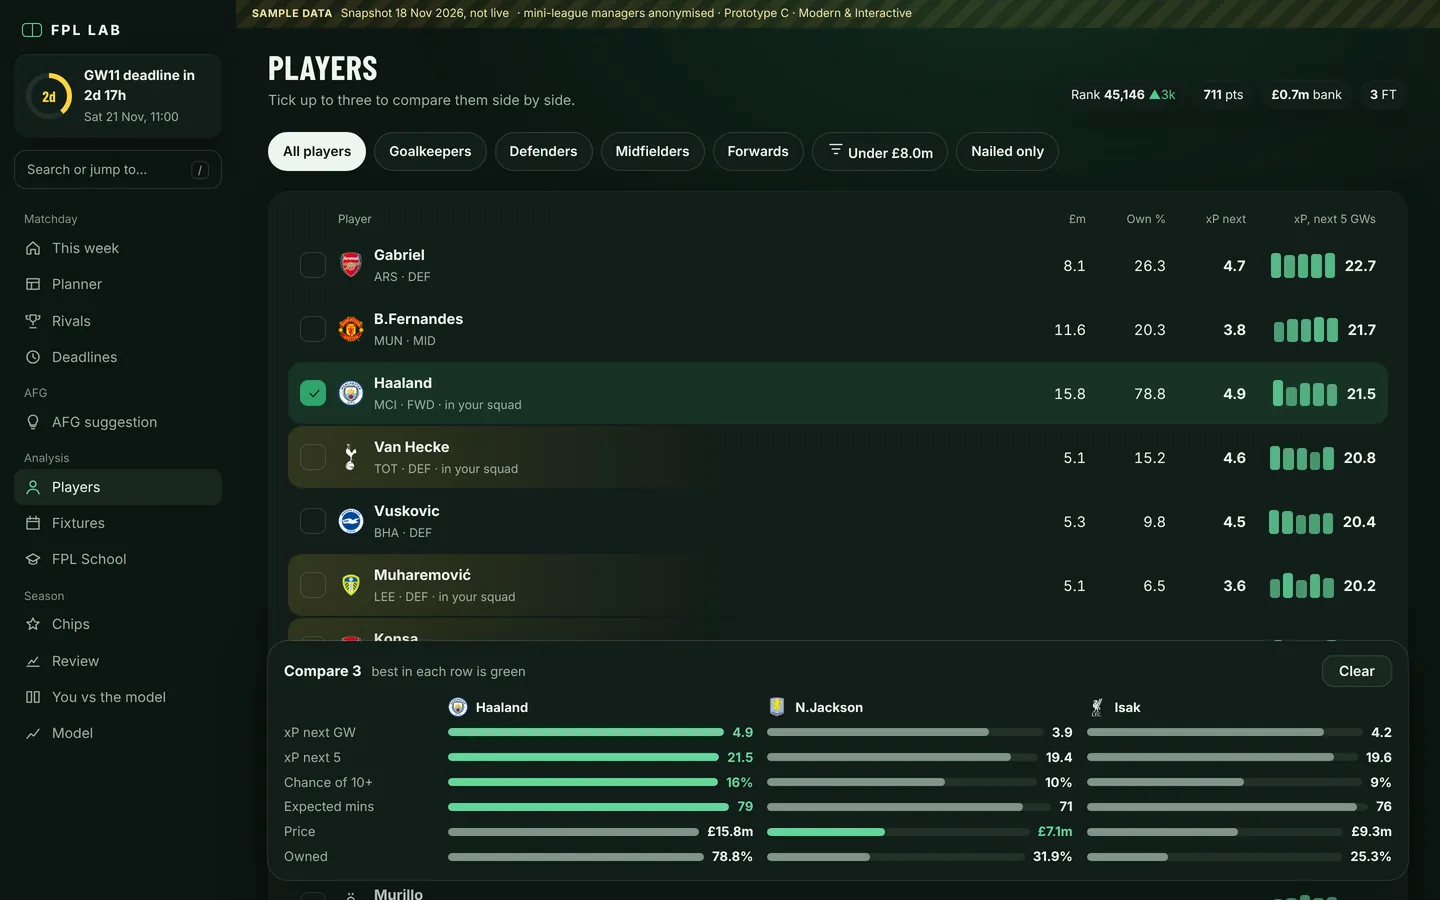 FPL LAB
SAMPLE DATA Snapshot 18 Nov 2026, not live · mini-league managers anonymised · Prototype C · Modern & Interactive
2d
GW11 deadline in
2d 17h
Sat 21 Nov, 11:00
Search or jump to... /
Matchday
This week
Planner
Rivals
Deadlines
AFG
AFG suggestion
Analysis
Players
Fixtures
FPL School
Season
Chips
Review
You vs the model
Model
PLAYERS
Tick up to three to compare them side by side.
Rank 45,146 ▲3k 711 pts £0.7m bank 3 FT
All players Goalkeepers Defenders Midfielders Forwards Under £8.0m Nailed only
Player £m Own % xP next xP, next 5 GWs
Gabriel
ARS · DEF
8.1 26.3 4.7 22.7
B.Fernandes
MUN · MID
11.6 20.3 3.8 21.7
Haaland
MCI · FWD · in your squad
15.8 78.8 4.9 21.5
Van Hecke
TOT · DEF · in your squad
5.1 15.2 4.6 20.8
Vuskovic
BHA · DEF
5.3 9.8 4.5 20.4
Muharemović
LEE · DEF · in your squad
5.1 6.5 3.6 20.2
Konsa
Compare 3 best in each row is green Clear
Haaland N.Jackson Isak
xP next GW 4.9 3.9 4.2
xP next 5 21.5 19.4 19.6
Chance of 10+ 16% 10% 9%
Expected mins 79 71 76
Price £15.8m £7.1m £9.3m
Owned 78.8% 31.9% 25.3%
Murillo